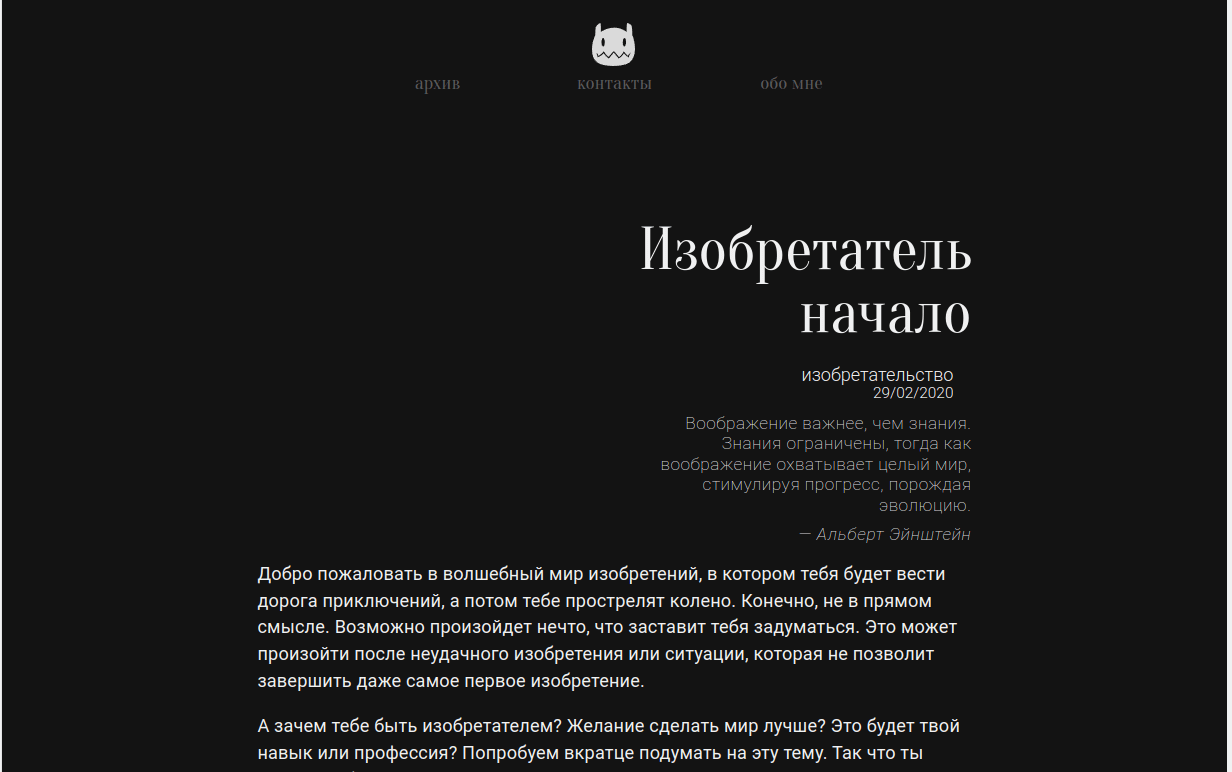 архив контакты обо мне
Изобретатель
начало
изобретательство
29/02/2020
Воображение важнее, чем знания.
Знания ограничены, тогда как
воображение охватывает целый мир,
стимулируя прогресс, порождая
эволюцию.
— Альберт Эйнштейн
Добро пожаловать в волшебный мир изобретений, в котором тебя будет вести
дорога приключений, а потом тебе прострелят колено. Конечно, не в прямом
смысле. Возможно произойдет нечто, что заставит тебя задуматься. Это может
произойти после неудачного изобретения или ситуации, которая не позволит
завершить даже самое первое изобретение.
А зачем тебе быть изобретателем? Желание сделать мир лучше? Это будет твой
навык или профессия? Попробуем вкратце подумать на эту тему. Так что ты